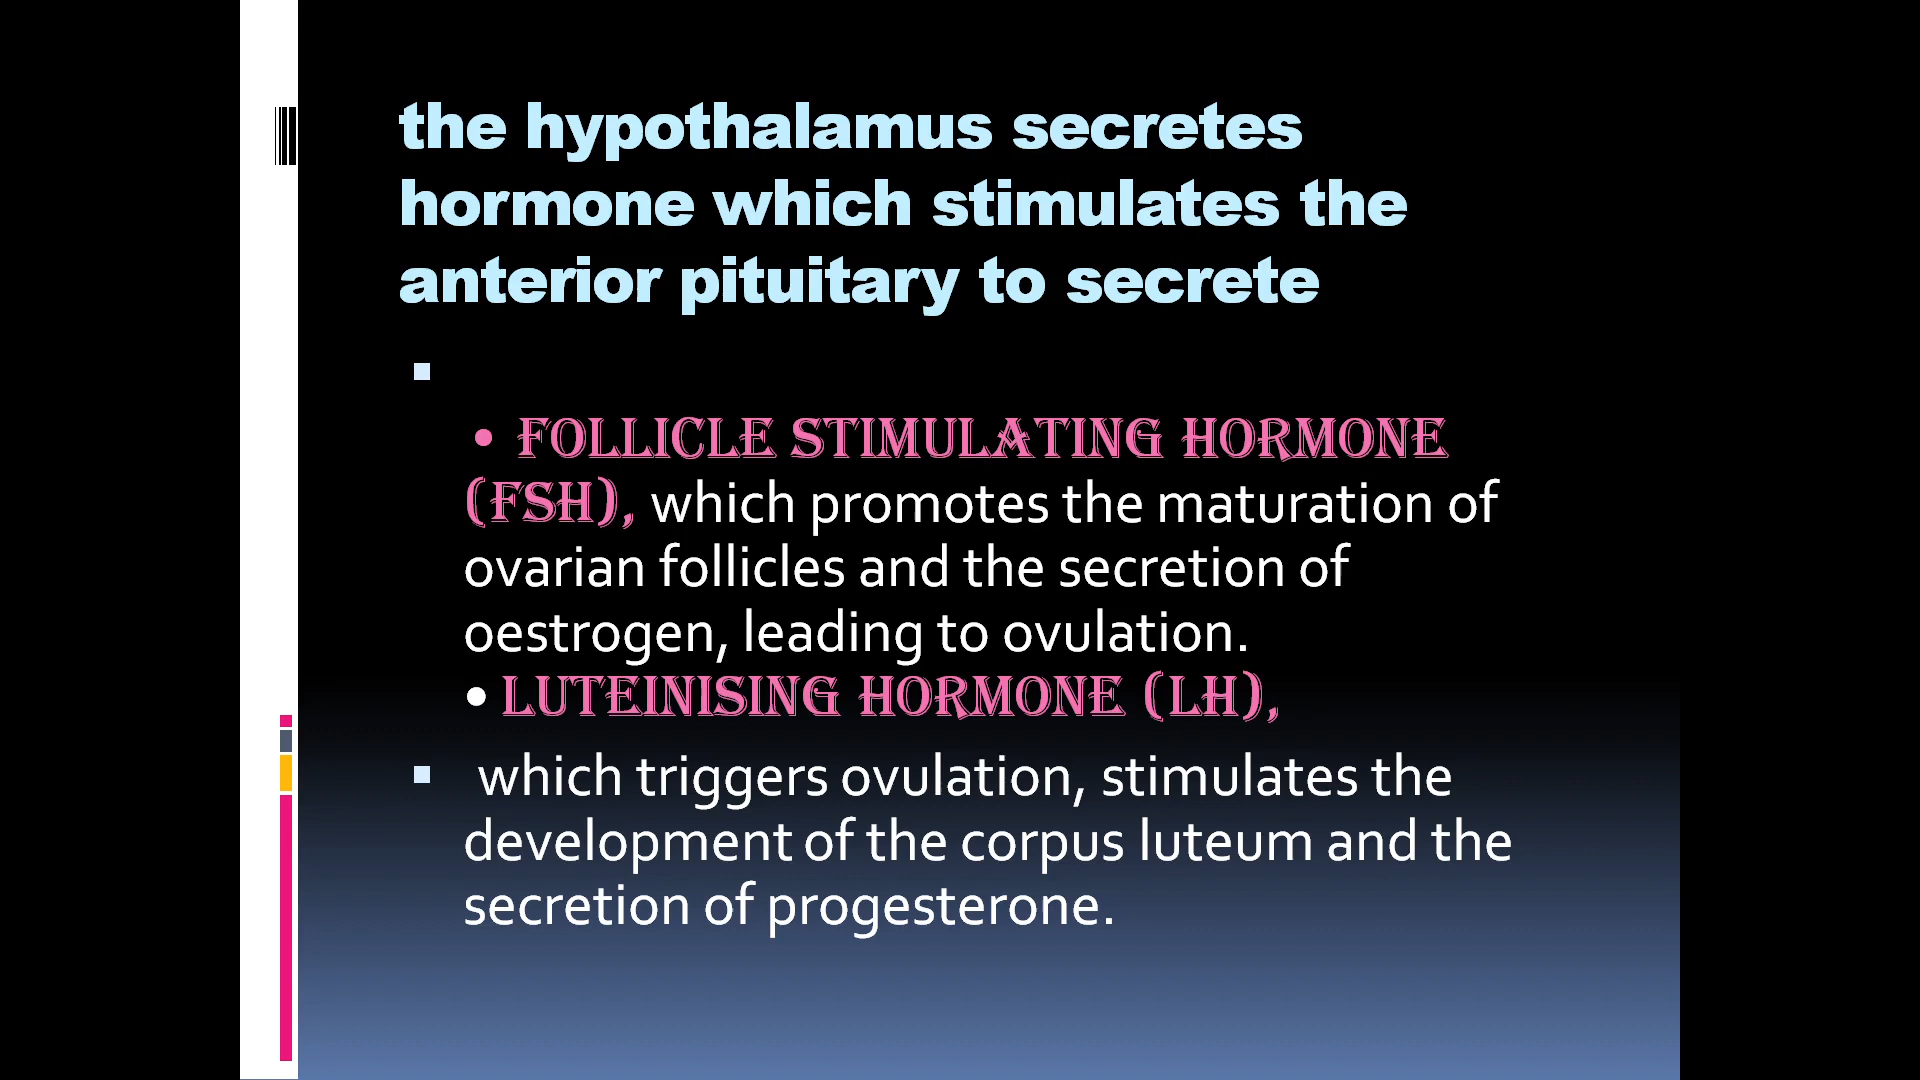 the hypothalamus secretes
hormone which stimulates the
anterior pituitary to secrete
• FOLLICLE STIMULATING HORMONE
(FSH), which promotes the maturation of
ovarian follicles and the secretion of
oestrogen, leading to ovulation.
• LUTEINISING HORMONE (LH),
which triggers ovulation, stimulates the
development of the corpus luteum and the
secretion of progesterone.